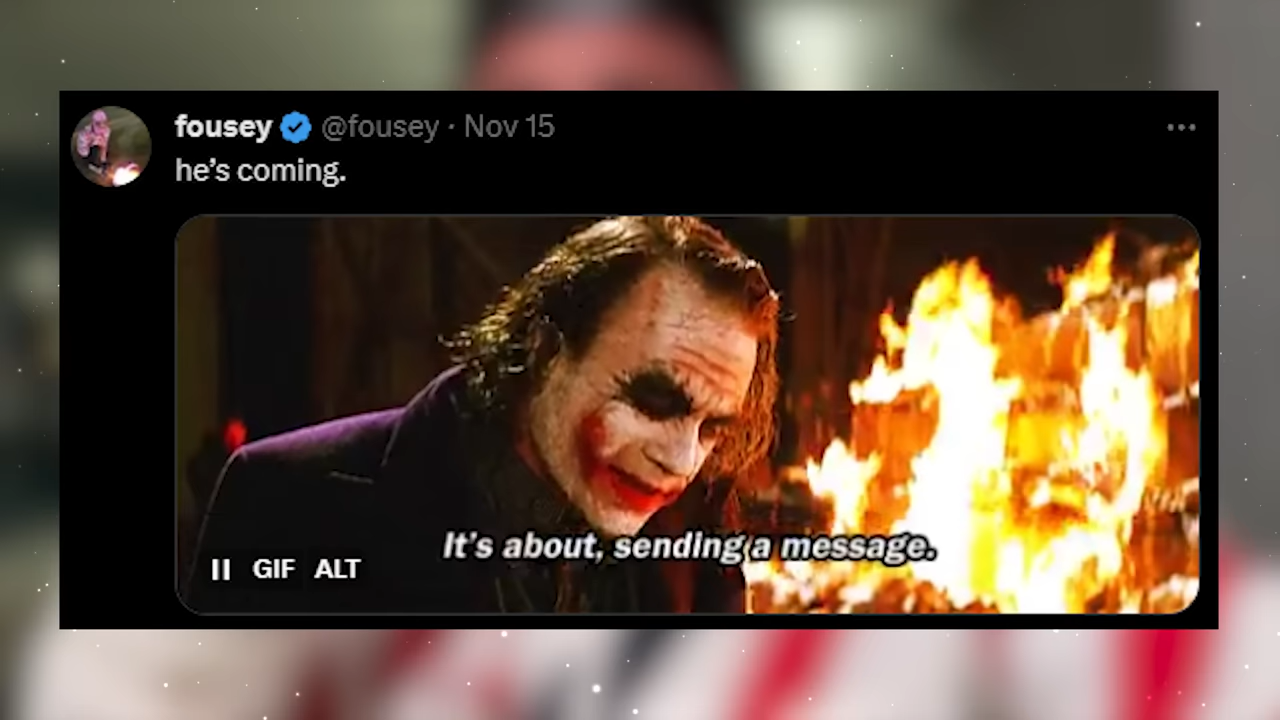 fousey @fousey · Nov 15
he's coming.
It's about, sending a message.
GIF ALT